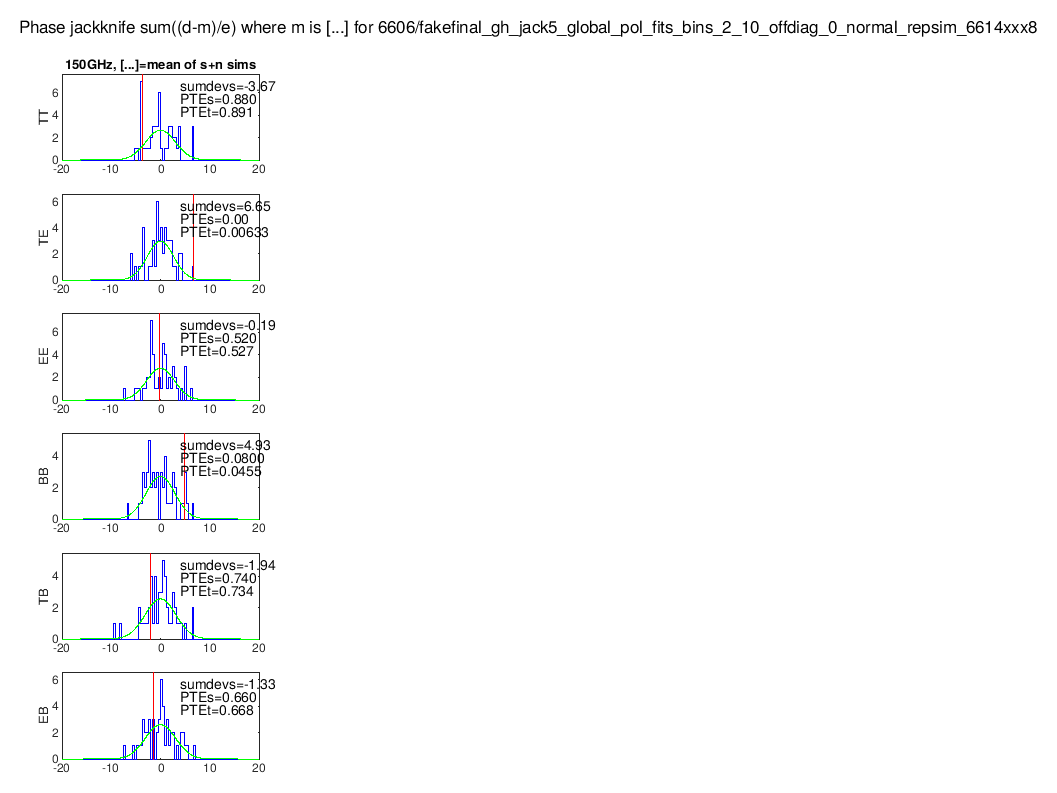 Phase jackknife sum((d-m)/e) where m is [...] for 6606/fakefinal_gh_jack5_global_pol_fits_bins_2_10_offdiag_0_normal_repsim_6614xxx8
150GHz, [...]=mean of s+n sims
sumdevs=-3.67
PTEs=0.880
PTEt=0.891
TT
6
4
2
0
-20 -10 0 10 20
sumdevs=6.65
PTEs=0.00
PTEt=0.00633
TE
6
4
2
0
-20 -10 0 10 20
sumdevs=-0.19
PTEs=0.520
PTEt=0.527
EE
6
4
2
0
-20 -10 0 10 20
sumdevs=4.93
PTEs=0.0800
PTEt=0.0455
BB
4
2
0
-20 -10 0 10 20
sumdevs=-1.94
PTEs=0.740
PTEt=0.734
TB
4
2
0
-20 -10 0 10 20
sumdevs=-1.33
PTEs=0.660
PTEt=0.668
EB
6
4
2
0
-20 -10 0 10 20